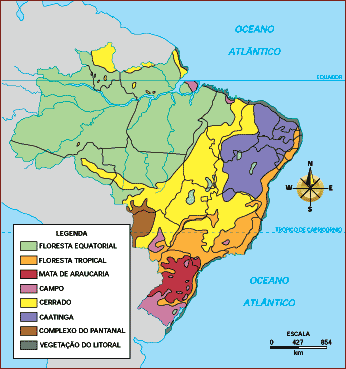 OCEANO
ATLÂNTICO
EQUADOR
N
W E
S
TRÓPICO DE CAPRICÓRNIO
LEGENDA
FLORESTA EQUATORIAL
FLORESTA TROPICAL
MATA DE ARAUCARIA
CAMPO
CERRADO
CAATINGA
COMPLEXO DO PANTANAL
VEGETAÇÃO DO LITORAL
OCEANO
ATLÂNTICO
ESCALA
0 427 854
km